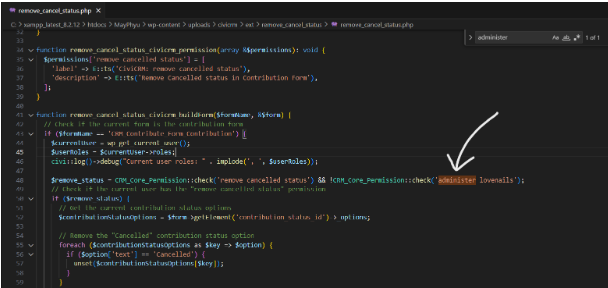 remove_cancel_status.php
C: > xampp_latest_8.2.12 > htdocs > MayPhyu > wp-content > uploads > civicrm > ext > remove_cancel_status > remove_cancel_status.php
administer
1 of 1
32 }
33
34 function remove_cancel_status_civicrm_permission(array &$permissions): void {
35 $permissions['remove cancelled status'] = [
36 'label' => E::ts('CiviCRM: remove cancelled status'),
37 'description' => E::ts('Remove Cancelled status in Contribution Form'),
38 ];
39 }
40
41 function remove_cancel_status_civicrm_buildForm($formName, &$form) {
42 // Check if the current form is the contribution form
43 if ($formName == 'CRM_Contribute_Form_Contribution') {
44 $currentUser = wp_get_current_user();
45 $userRoles = $currentUser->roles;
46 civi::log()->debug("Current user roles: " . implode(', ', $userRoles));
47
48 $remove_status = CRM_Core_Permission::check('remove cancelled status') && !CRM_Core_Permission::check('administer lovenails');
49 // Check if the current user has the "remove cancelled status" permission
50 if ($remove_status) {
51 // Get the current contribution status options
52 $contributionStatusOptions = $form->getElement('contribution_status_id')->_options;
53
54 // Remove the "Cancelled" contribution status option
55 foreach ($contributionStatusOptions as $key => $option) {
56 if ($option['text'] == 'Cancelled') {
57 unset($contributionStatusOptions[$key]);
58 }
59 }